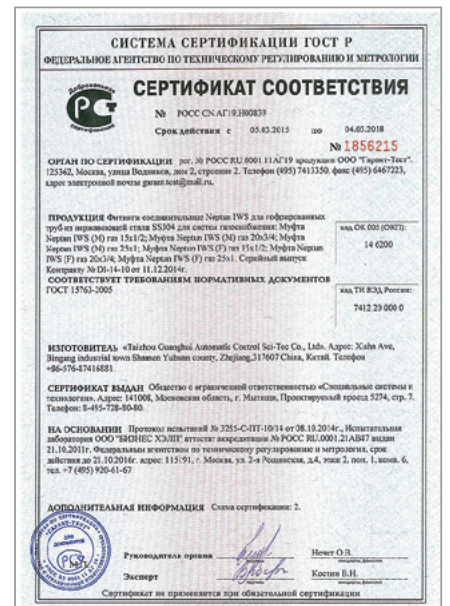 СИСТЕМА СЕРТИФИКАЦИИ ГОСТ Р
ФЕДЕРАЛЬНОЕ АГЕНТСТВО ПО ТЕХНИЧЕСКОМУ РЕГУЛИРОВАНИЮ И МЕТРОЛОГИИ
СЕРТИФИКАТ СООТВЕТСТВИЯ
№ РОСС CN.АГ19.Н00839
Срок действия с 05.03.2015 по 04.03.2018
№ 1856215
ОРГАН ПО СЕРТИФИКАЦИИ рег. № РОСС RU.0001.11АГ19 продукции ООО "Гарант-Тест".
125362, Москва, улица Водников, дом 2, строение 2. Телефон (495) 7413350, факс (495) 6467223,
адрес электронной почты garant.test@mail.ru.
ПРОДУКЦИЯ Фитинги соединительные Neptun IWS для гофрированных
труб из нержавеющей стали SS304 для систем газоснабжения: Муфта
Neptun IWS (M) газ 15х1/2; Муфта Neptun IWS (M) газ 20х3/4; Муфта
Neptun IWS (M) газ 25х1; Муфта Neptun IWS (F) газ 15х1/2; Муфта Neptun
IWS (F) газ 20х3/4; Муфта Neptun IWS (F) газ 25х1. Серийный выпуск
Контракту № DI-14-10 от 11.12.2014г.
код ОК 005 (ОКП):
14 6200
СООТВЕТСТВУЕТ ТРЕБОВАНИЯМ НОРМАТИВНЫХ ДОКУМЕНТОВ
ГОСТ 15763-2005
код ТН ВЭД России:
7412 20 000 0
ИЗГОТОВИТЕЛЬ «Taizhou Guanghui Automatic Control Sci-Tec Co., Ltd». Адрес: Xisha Ave,
Bingang industrial town Shamen Yuhuan county, Zhejiang,317607 China, Китай. Телефон
+86-576-87416881.
СЕРТИФИКАТ ВЫДАН Общество с ограниченной ответственностью «Специальные системы и
технологии». Адрес: 141008, Московская область, г. Мытищи, Проектируемый проезд 5274, стр. 7.
Телефон: 8-495-728-80-80.
НА ОСНОВАНИИ Протокол испытаний № 3285-С-ПТ-10/14 от 08.10.2014г., Испытательная
лаборатория ООО "БИЗНЕС ХЭЛП" аттестат аккредитации № РОСС RU.0001.21АВ47 выдан
21.10.2011г. Федеральным агентством по техническому регулированию и метрологии, срок
действия до 21.10.2016г. адрес: 115191, г. Москва, ул. 2-я Рощинская, д.4, этаж 2, пом. 1, комн. 6,
тел. +7 (495) 920-61-67
ДОПОЛНИТЕЛЬНАЯ ИНФОРМАЦИЯ Схема сертификации: 2.
Руководитель органа Нечет О.В.
Эксперт Костин В.Н.
Сертификат не применяется при обязательной сертификации